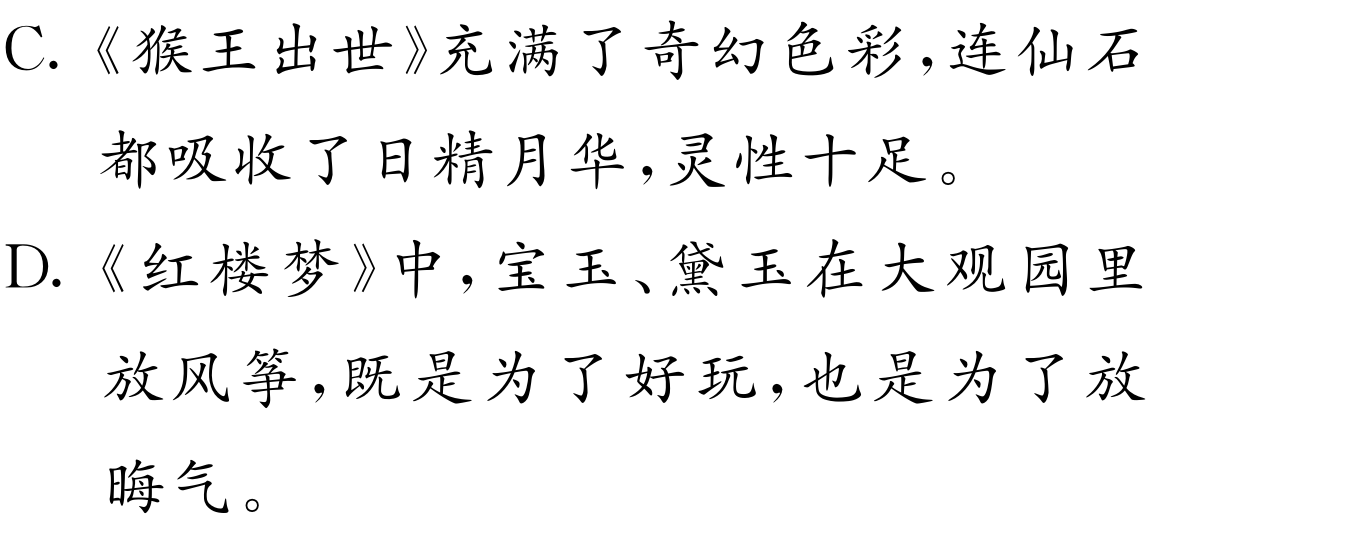 C.《猴王出世》充满了奇幻色彩,连仙石
都吸收了日精月华,灵性十足。
D.《红楼梦》中,宝玉、黛玉在大观园里
放风筝,既是为了好玩,也是为了放
晦气。